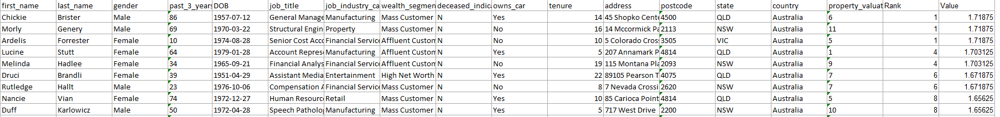 first_name last_name gender past_3_years DOB job_title job_industry_ca wealth_segmen deceased_indica owns_car tenure address postcode state country property_valuat Rank Value
Chickie Brister Male 86 1957-07-12 General Manage Manufacturing Mass Customer N Yes 14 45 Shopko Cente 4500 QLD Australia 6 1 1.71875
Morly Genery Male 69 1970-03-22 Structural Engin Property Mass Customer N No 16 14 Mccormick Pa 2113 NSW Australia 11 1 1.71875
Ardelis Forrester Female 10 1974-08-28 Senior Cost Acco Financial Service Affluent Custom N No 10 5 Colorado Cross 3505 VIC Australia 5 1 1.71875
Lucine Stutt Female 64 1979-01-28 Account Repres Manufacturing Affluent Custom N Yes 5 207 Annamark P 4814 QLD Australia 1 4 1.703125
Melinda Hadlee Female 34 1965-09-21 Financial Analys Financial Service Affluent Custom N No 19 115 Montana Pla 2093 NSW Australia 9 4 1.703125
Druci Brandli Female 39 1951-04-29 Assistant Media Entertainment High Net Worth N Yes 22 89105 Pearson T 4075 QLD Australia 7 6 1.671875
Rutledge Hallt Male 23 1976-10-06 Compensation A Financial Service Mass Customer N No 8 7 Nevada Crossi 2620 NSW Australia 7 6 1.671875
Nancie Vian Female 74 1972-12-27 Human Resourc Retail Mass Customer N Yes 10 85 Carioca Point 4814 QLD Australia 5 8 1.65625
Duff Karlowicz Male 50 1972-04-28 Speech Patholog Manufacturing Mass Customer N Yes 5 717 West Drive 2200 NSW Australia 10 8 1.65625